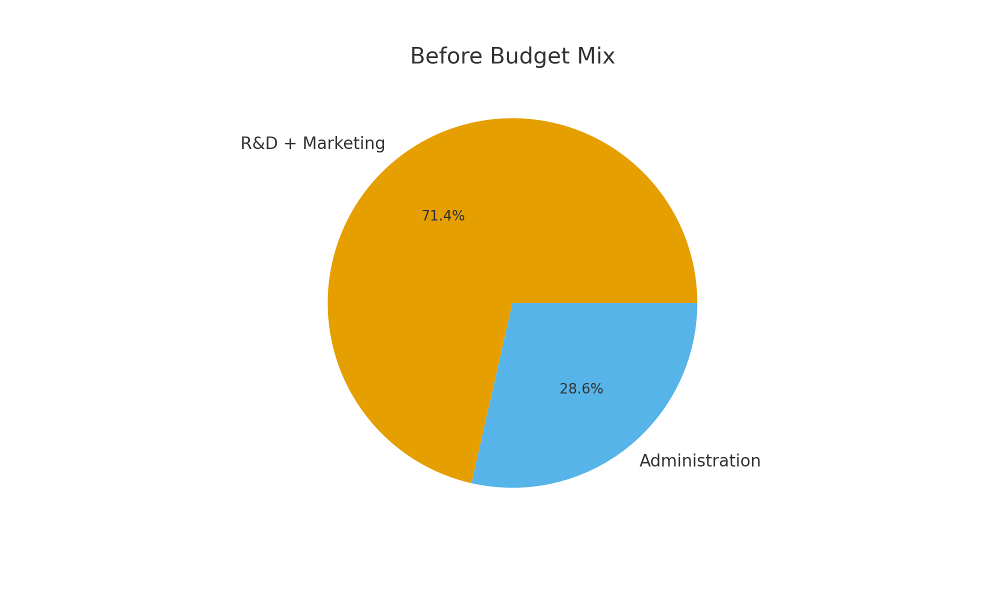 Before Budget Mix
R&D + Marketing
71.4%
28.6%
Administration